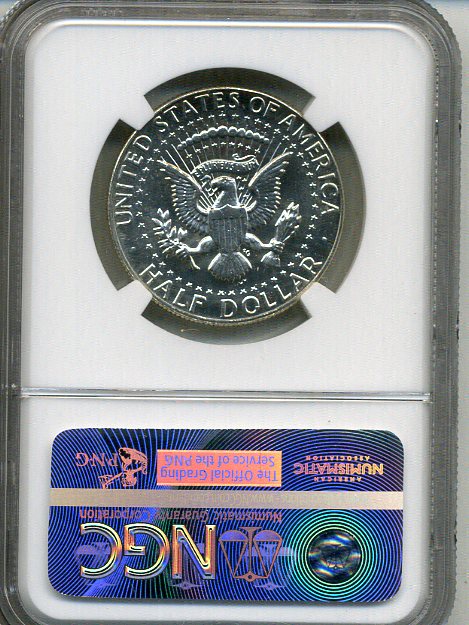 UNITED STATES OF AMERICA
HALF DOLLAR
AMERICAN
NUMISMATIC
ASSOCIATION
The Official Grading
Service of the PNG
PNG
Numismatic Guaranty Corporation
NGC